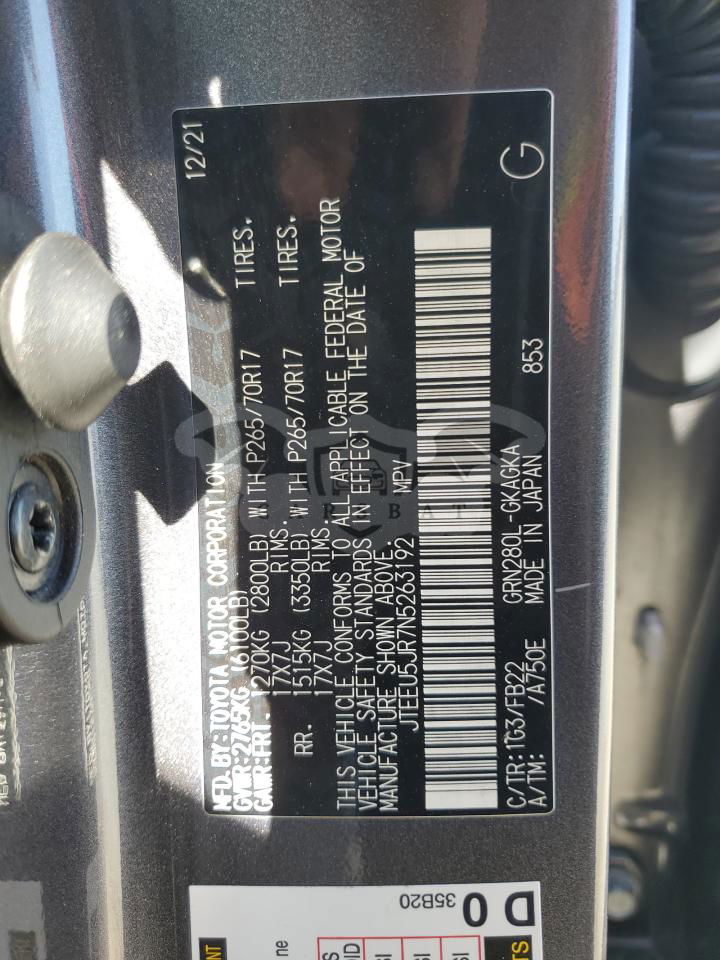 MFD. BY: TOYOTA MOTOR CORPORATION 12/21
GVWR: 2765KG (6100LB)
GAWR: FRT. 1270KG (2800LB) WITH P265/70R17 TIRES.
17X7J RIMS.
RR. 1515KG (3350LB) WITH P265/70R17 TIRES.
17X7J RIMS.
THIS VEHICLE CONFORMS TO ALL APPLICABLE FEDERAL MOTOR
VEHICLE SAFETY STANDARDS IN EFFECT ON THE DATE OF
MANUFACTURE SHOWN ABOVE.
JTEEU5JR7N5263192 MPV
C/TR: 1G3/FB22 GRN280L-GKAGKA 853
A/TM: /A750E MADE IN JAPAN
G
D 0
35B20